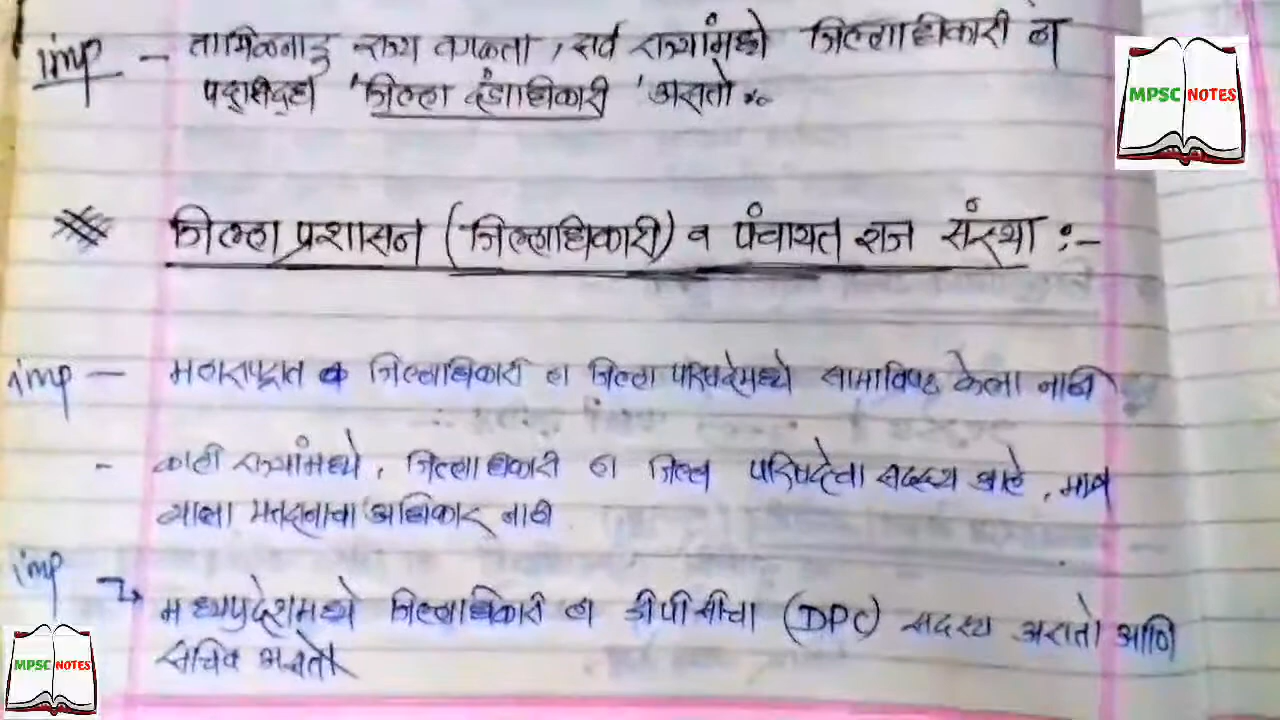 imp - तामिळनाडु राज्य वगळता, सर्व राज्यांमध्ये जिल्हाधिकारी हा
पदसिद्ध 'जिल्हा दंडाधिकारी' असतो.
MPSC NOTES
जिल्हा प्रशासन (जिल्हाधिकारी) व पंचायत राज संस्था :-
imp - महाराष्ट्रात जिल्हाधिकारी हा जिल्हा परिषदेमध्ये सामाविष्ठ केला नाही
- काही राज्यांमध्ये, जिल्हाधिकारी हा जिल्हा परिषदेचा सदस्य आहे, मात्र
त्याला मतदानाचा अधिकार नाही
imp
मध्यप्रदेशमध्ये जिल्हाधिकारी हा डीपीसीचा (DPC) सदस्य असतो आणि
सचिव असतो
MPSC NOTES